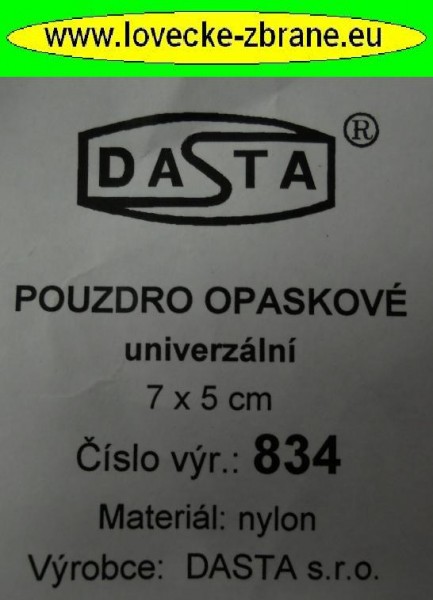 www.lovecke-zbrane.eu
DASTA ®
POUZDRO OPASKOVÉ
univerzální
7 x 5 cm
Číslo výr.: 834
Materiál: nylon
Výrobce: DASTA s.r.o.